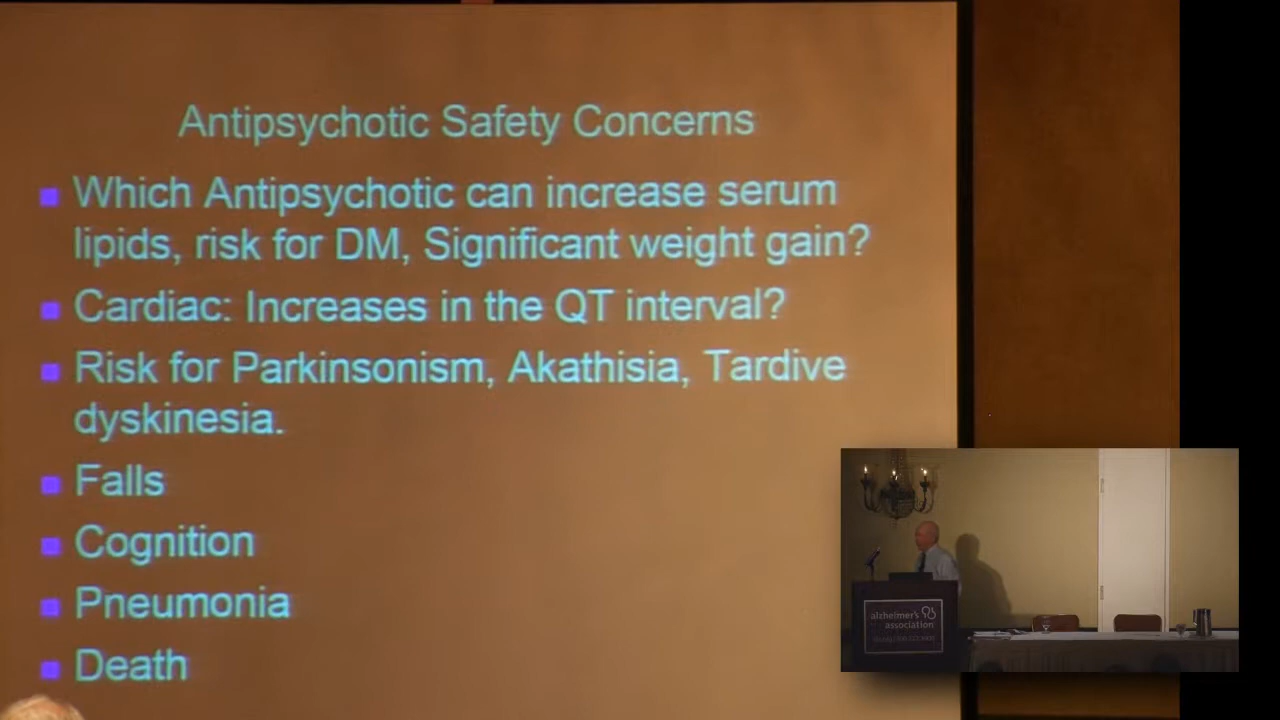 Antipsychotic Safety Concerns
Which Antipsychotic can increase serum
lipids, risk for DM, Significant weight gain?
Cardiac: Increases in the QT interval?
Risk for Parkinsonism, Akathisia, Tardive
dyskinesia.
Falls
Cognition
Pneumonia
Death
alzheimer's
association